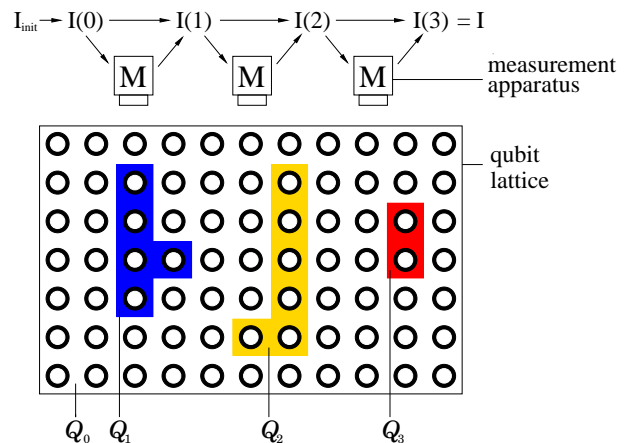 I_init → I(0) → I(1) → I(2) → I(3) = I
M M M
measurement
apparatus
qubit
lattice
Q_0 Q_1 Q_2 Q_3